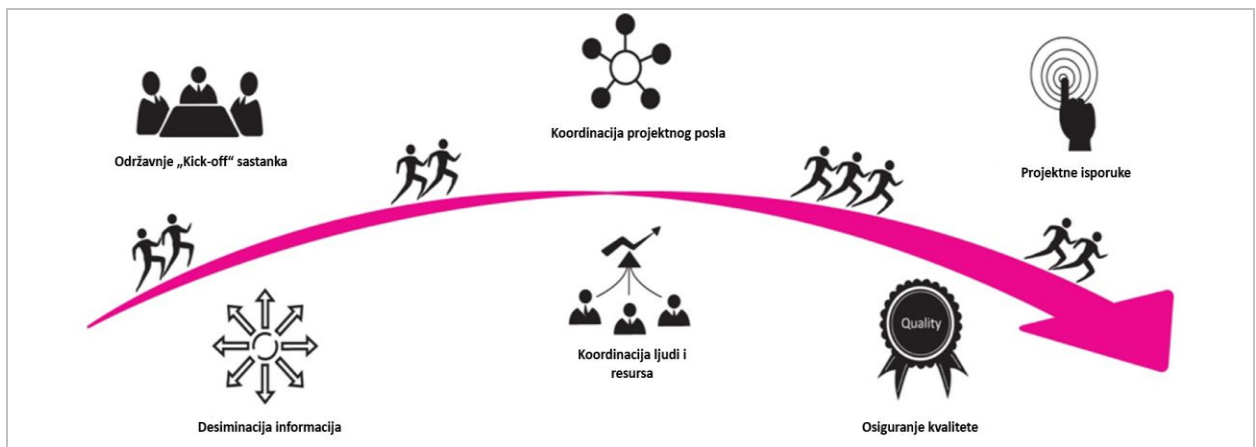 Održavnje „Kick-off“ sastanka
Koordinacija projektnog posla
Projektne isporuke
Desiminacija informacija
Koordinacija ljudi i
resursa
Quality
Osiguranje kvalitete